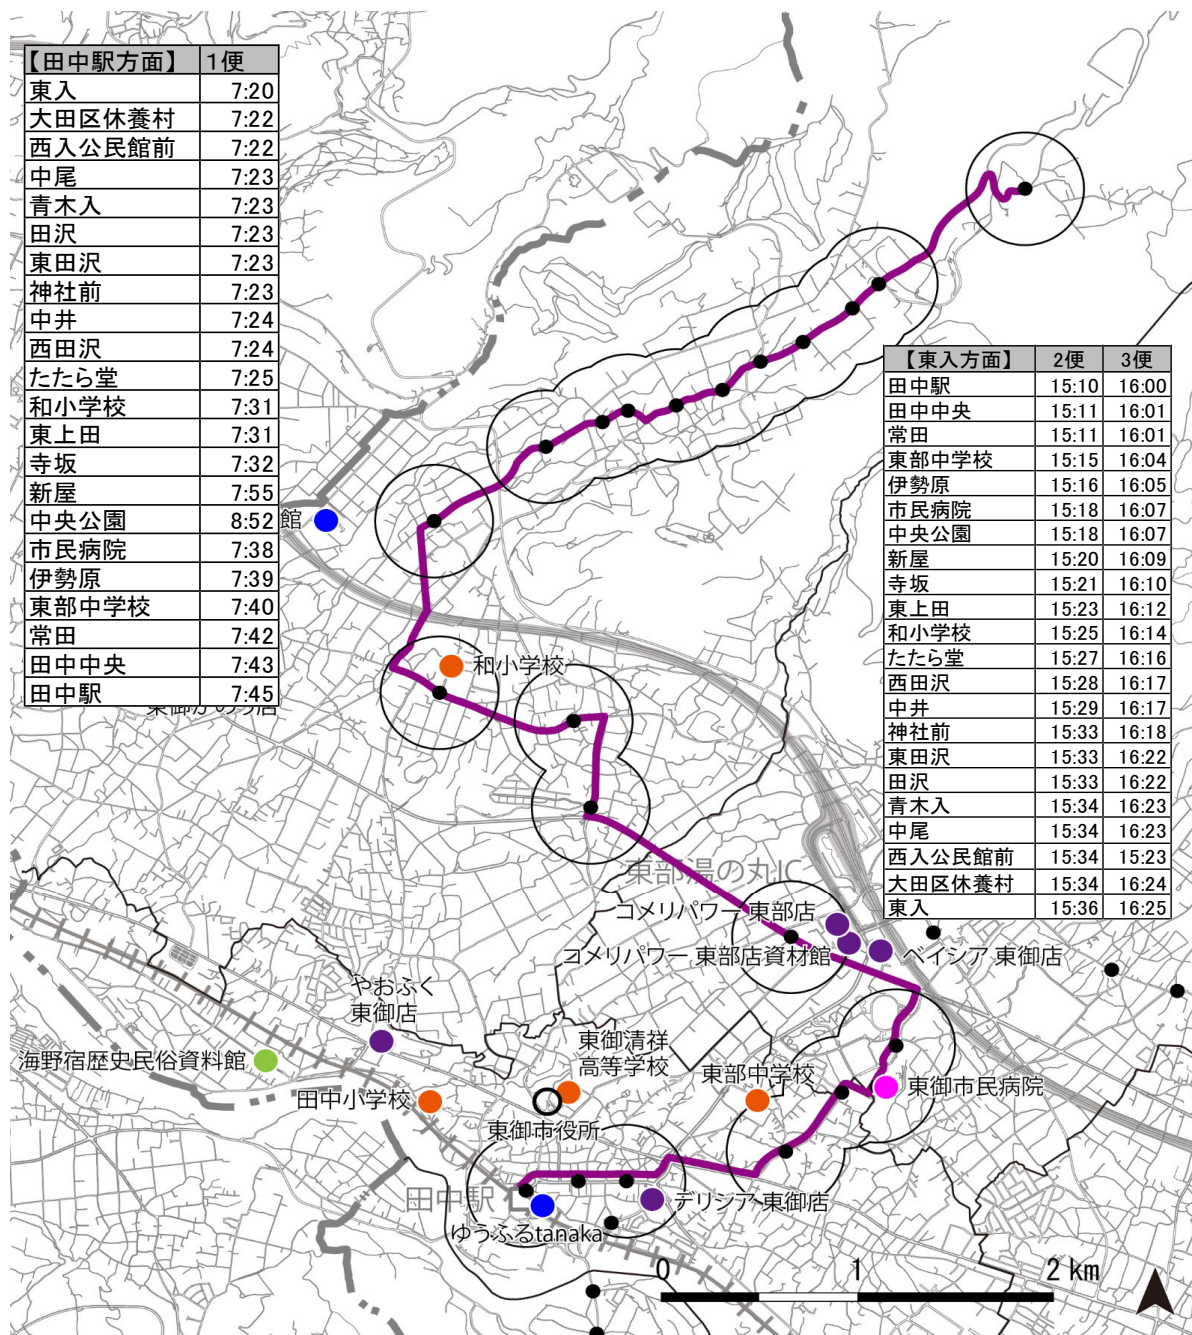 【田中駅方面】 1便
東入 7:20
大田区休養村 7:22
西入公民館前 7:22
中尾 7:23
青木入 7:23
田沢 7:23
東田沢 7:23
神社前 7:23
中井 7:24
西田沢 7:24
たたら堂 7:25
和小学校 7:31
東上田 7:31
寺坂 7:32
新屋 7:55
中央公園 8:52
市民病院 7:38
伊勢原 7:39
東部中学校 7:40
常田 7:42
田中中央 7:43
田中駅 7:45
【東入方面】 2便 3便
田中駅 15:10 16:00
田中中央 15:11 16:01
常田 15:11 16:01
東部中学校 15:15 16:04
伊勢原 15:16 16:05
市民病院 15:18 16:07
中央公園 15:18 16:07
新屋 15:20 16:09
寺坂 15:21 16:10
東上田 15:23 16:12
和小学校 15:25 16:14
たたら堂 15:27 16:16
西田沢 15:28 16:17
中井 15:29 16:17
神社前 15:33 16:18
東田沢 15:33 16:22
田沢 15:33 16:22
青木入 15:34 16:23
中尾 15:34 16:23
西入公民館前 15:34 15:23
大田区休養村 15:34 16:24
東入 15:36 16:25
館
和小学校
東部湯の丸IC
コメリパワー 東部店
コメリパワー 東部店資材館
ベイシア 東御店
やおふく
東御店
海野宿歴史民俗資料館
東御清祥
高等学校
東部中学校
東御市民病院
田中小学校
東御市役所
田中駅
デリシア 東御店
ゆうふるtanaka
0 1 2 km